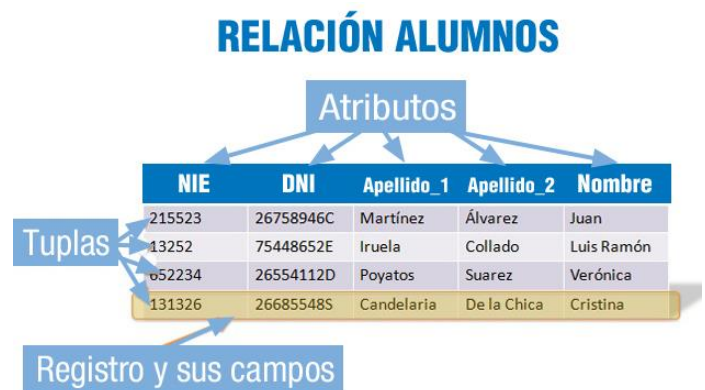 RELACIÓN ALUMNOS
Atributos
NIE DNI Apellido_1 Apellido_2 Nombre
215523 26758946C Martínez Álvarez Juan
Tuplas
13252 75448652E Iruela Collado Luis Ramón
652234 26554112D Poyatos Suarez Verónica
131326 26685548S Candelaria De la Chica Cristina
Registro y sus campos